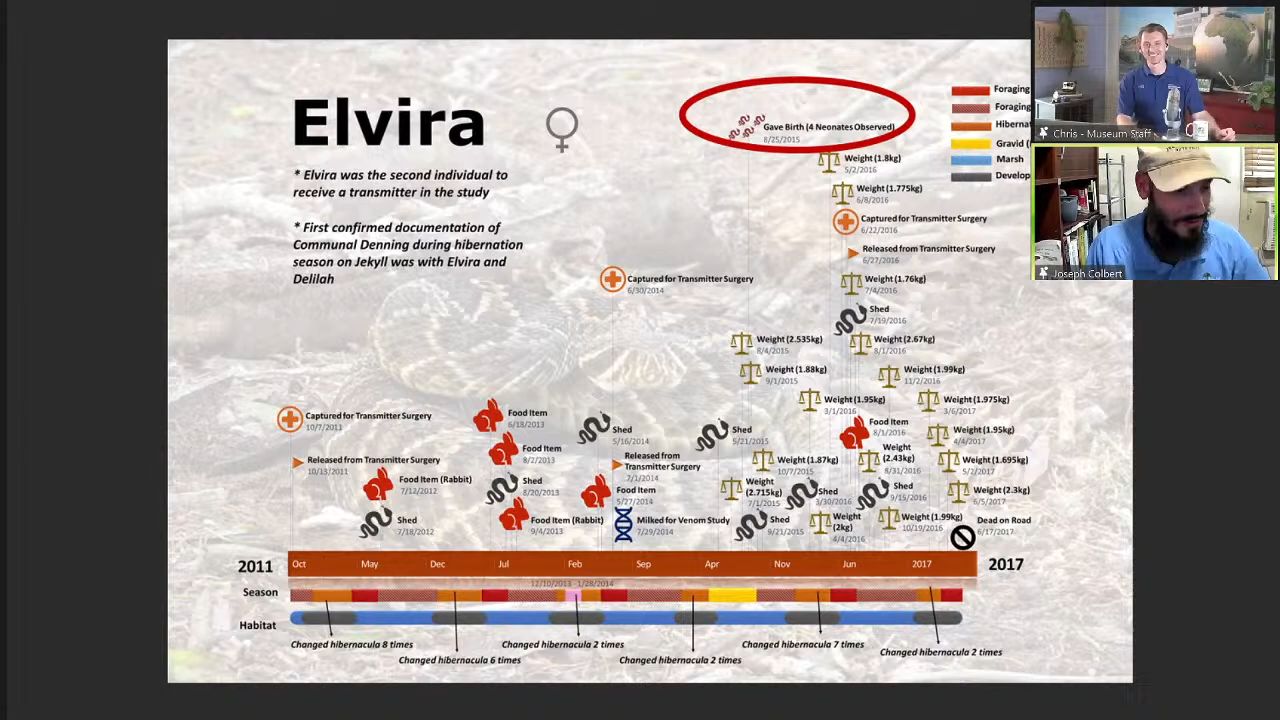 Elvira
* Elvira was the second individual to
receive a transmitter in the study
* First confirmed documentation of
Communal Denning during hibernation
season on Jekyll was with Elvira and
Delilah
Gave Birth (4 Neonates Observed)
8/25/2015
Weight (1.8kg)
5/2/2016
Weight (1.775kg)
6/8/2016
Captured for Transmitter Surgery
6/22/2016
Released from Transmitter Surgery
6/27/2016
Captured for Transmitter Surgery
6/30/2014
Weight (1.76kg)
7/4/2016
Shed
7/19/2016
Weight (2.535kg)
8/4/2015
Weight (2.67kg)
8/1/2016
Weight (1.88kg)
9/1/2015
Weight (1.99kg)
11/2/2016
Weight (1.95kg)
3/1/2016
Weight (1.975kg)
3/6/2017
Captured for Transmitter Surgery
10/7/2011
Food Item
6/18/2013
Shed
5/16/2014
Shed
5/21/2015
Food Item
8/1/2016
Weight (1.95kg)
4/4/2017
Released from Transmitter Surgery
10/13/2011
Food Item
8/2/2013
Released from
Transmitter Surgery
7/1/2014
Weight (1.87kg)
10/7/2015
Weight
(2.43kg)
8/31/2016
Weight (1.695kg)
5/2/2017
Food Item (Rabbit)
7/12/2012
Shed
8/20/2013
Food Item
5/27/2014
Weight
(2.715kg)
7/1/2015
Shed
3/30/2016
Shed
9/15/2016
Weight (2.3kg)
6/5/2017
Shed
7/18/2012
Food Item (Rabbit)
9/4/2013
Milked for Venom Study
7/29/2014
Shed
9/21/2015
Weight
(2kg)
4/4/2016
Weight (1.99kg)
10/19/2016
Dead on Road
6/17/2017
2011
Oct May Dec Jul Feb Sep Apr Nov Jun 2017
2017
12/10/2013 -1/28/2014
Season
Habitat
Changed hibernacula 8 times
Changed hibernacula 6 times
Changed hibernacula 2 times
Changed hibernacula 2 times
Changed hibernacula 7 times
Changed hibernacula 2 times
Foraging
Foraging
Hiberna
Gravid (
Marsh
Develop
Chris - Museum Staff
Joseph Colbert